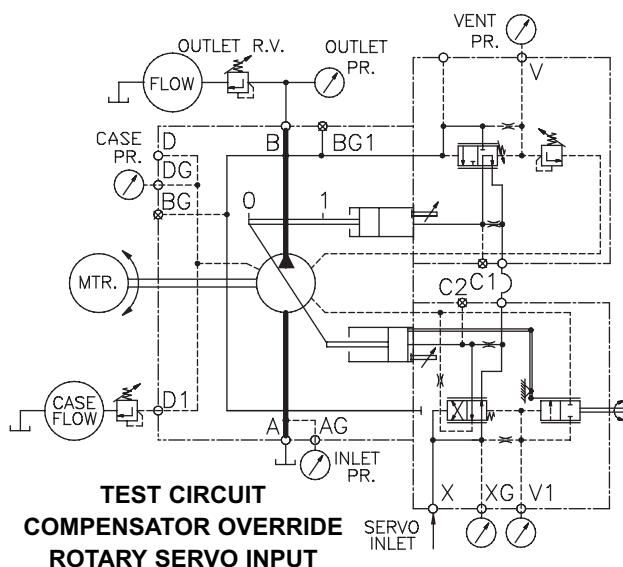 VENT
PR.
OUTLET R.V.
OUTLET
PR.
FLOW
V
CASE
PR.
D
B
BG1
DG
BG
0
1
MTR.
C2
C1
CASE
FLOW
D1
A
AG
INLET
PR.
X
XG
V1
SERVO
INLET
TEST CIRCUIT
COMPENSATOR OVERRIDE
ROTARY SERVO INPUT